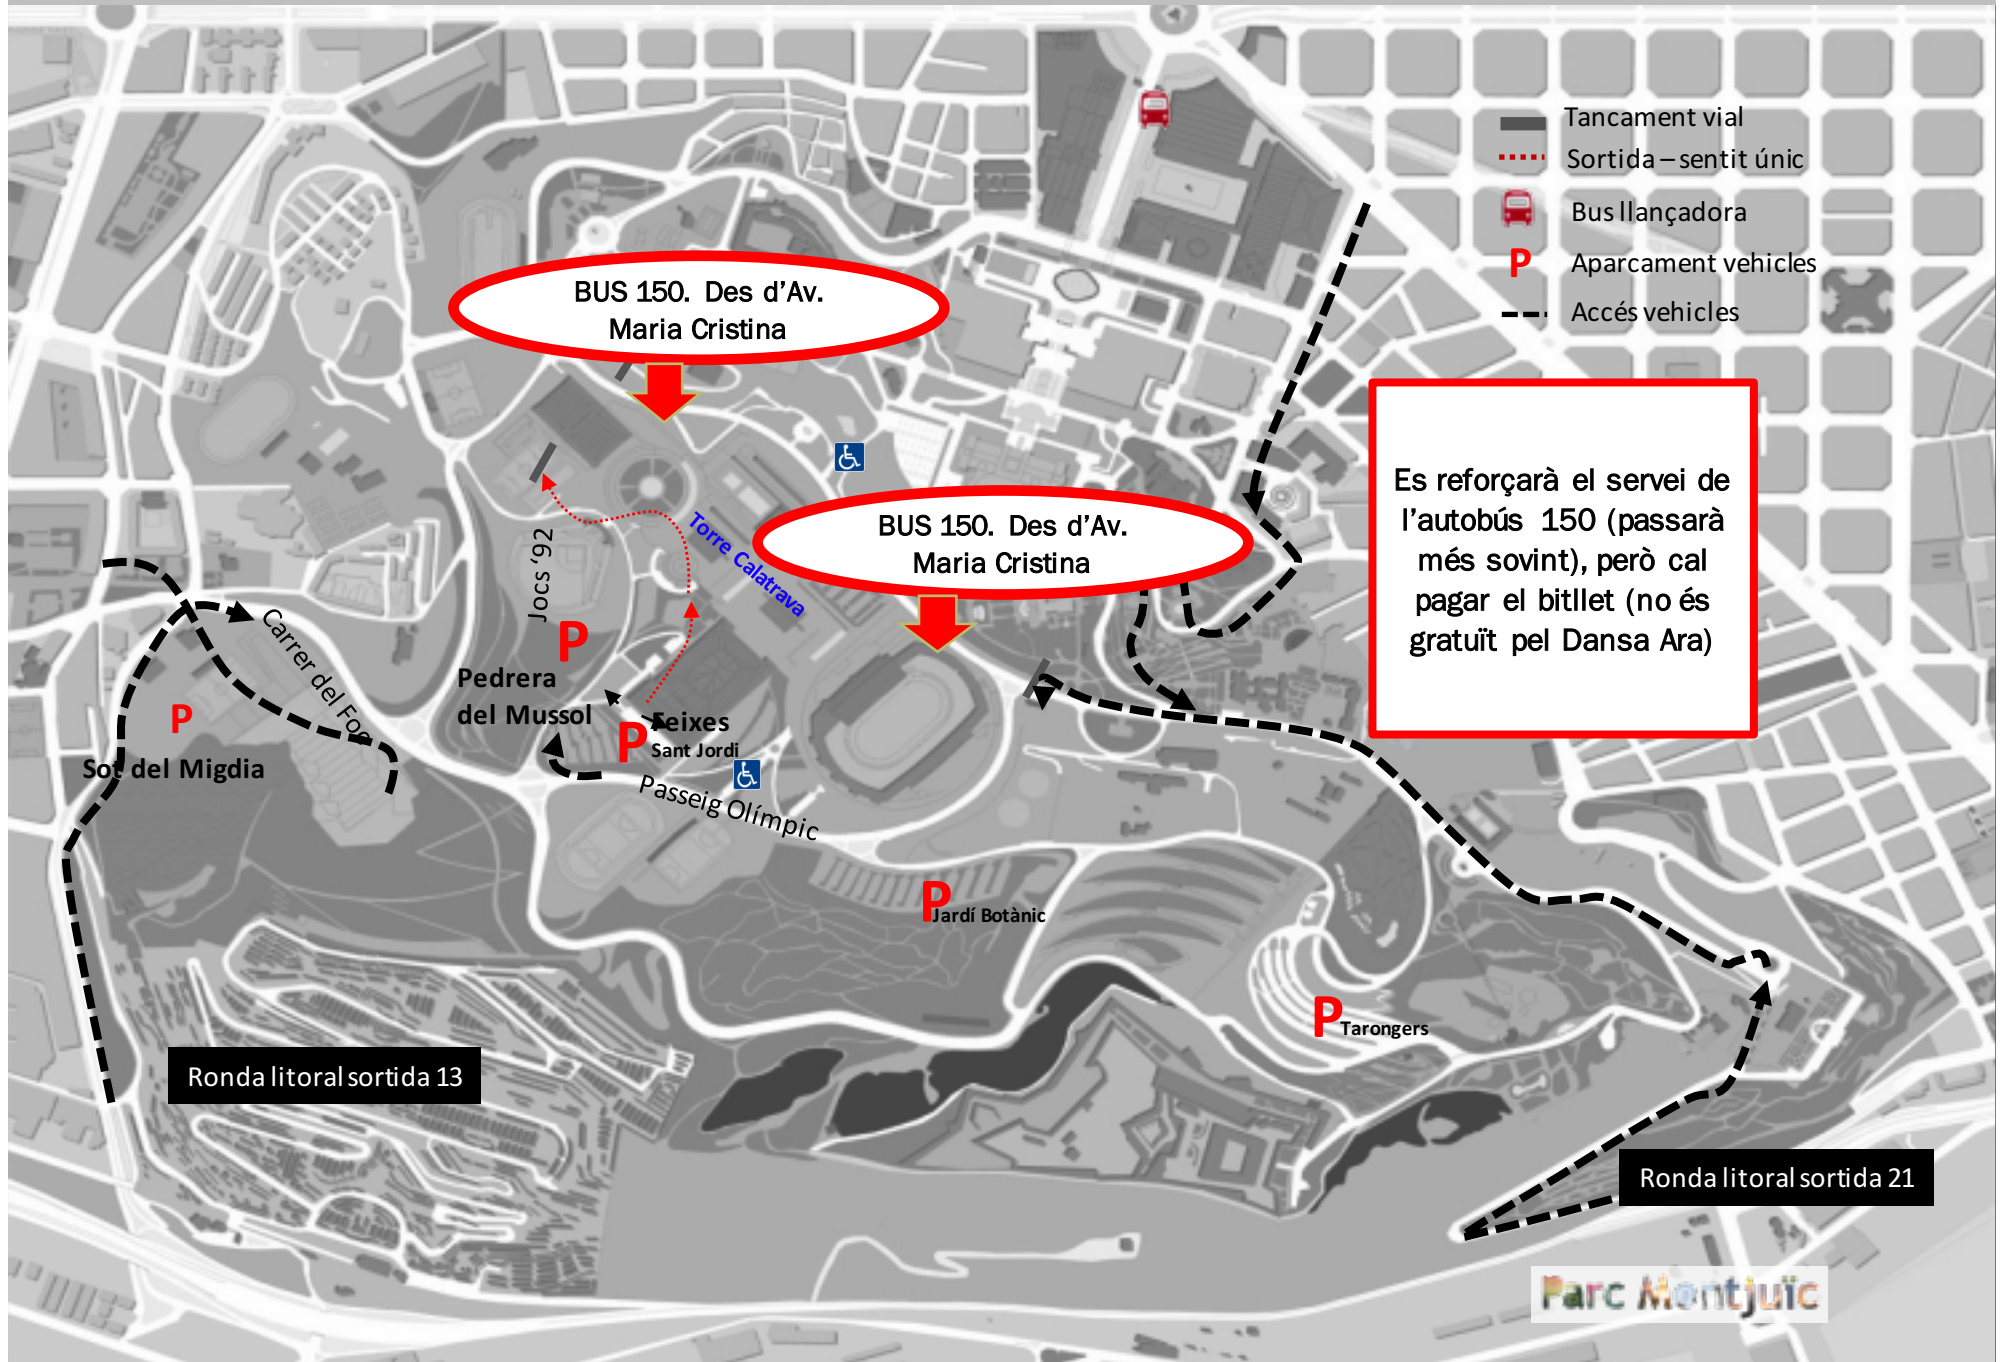 Tancament vial
Sortida – sentit únic
Bus llançadora
P Aparcament vehicles
Accés vehicles
BUS 150. Des d’Av.
Maria Cristina
BUS 150. Des d’Av.
Maria Cristina
Es reforçarà el servei de
l’autobús 150 (passarà
més sovint), però cal
pagar el bitllet (no és
gratuït pel Dansa Ara)
Torre Calatrava
Jocs ‘92
Carrer del Foc
P
Pedrera
del Mussol
P
Feixes
Sant Jordi
P
Sot del Migdia
Passeig Olímpic
P
Jardí Botànic
P
Tarongers
Ronda litoral sortida 13
Ronda litoral sortida 21
Parc Montjuïc